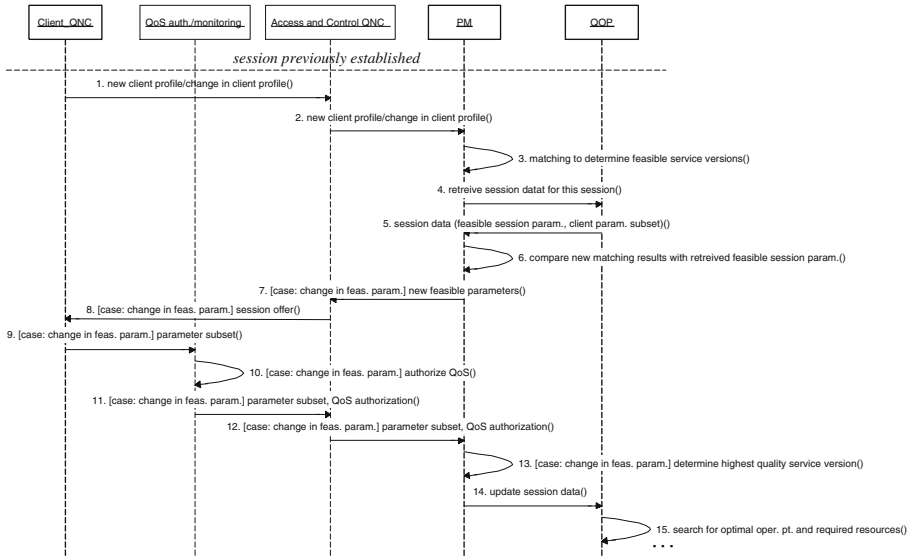 Client_QNC
QoS auth./monitoring
Access and Control QNC
PM
QOP
session previously established
1. new client profile/change in client profile()
2. new client profile/change in client profile()
3. matching to determine feasible service versions()
4. retreive session datat for this session()
5. session data (feasible session param., client param. subset)()
6. compare new matching results with retreived feasible session param.()
7. [case: change in feas. param.] new feasible parameters()
8. [case: change in feas. param.] session offer()
9. [case: change in feas. param.] parameter subset()
10. [case: change in feas. param.] authorize QoS()
11. [case: change in feas. param.] parameter subset, QoS authorization()
12. [case: change in feas. param.] parameter subset, QoS authorization()
13. [case: change in feas. param.] determine highest quality service version()
14. update session data()
15. search for optimal oper. pt. and required resources()
...